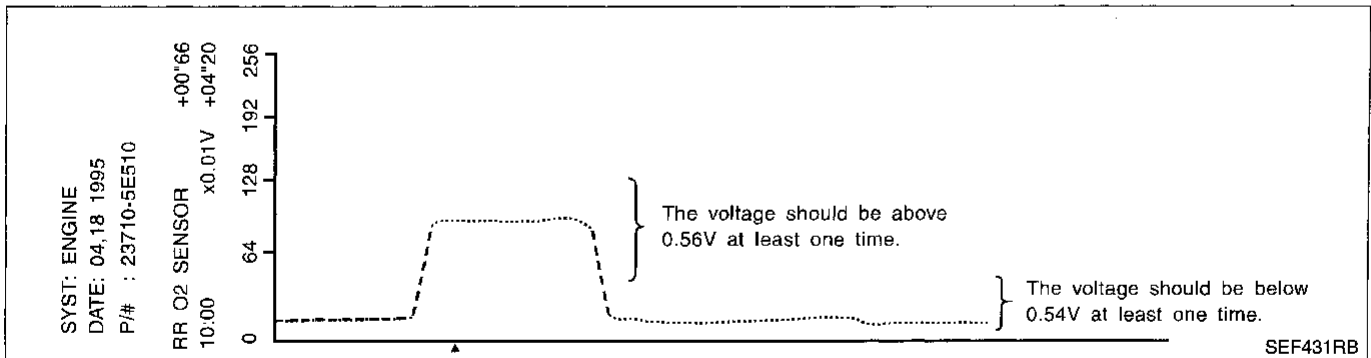 SYST: ENGINE
DATE: 04,18 1995
P/# : 23710-5E510
RR O2 SENSOR +00"66
10:00 x0.01V +04"20
256
192
128
64
0
The voltage should be above
0.56V at least one time.
The voltage should be below
0.54V at least one time.
SEF431RB